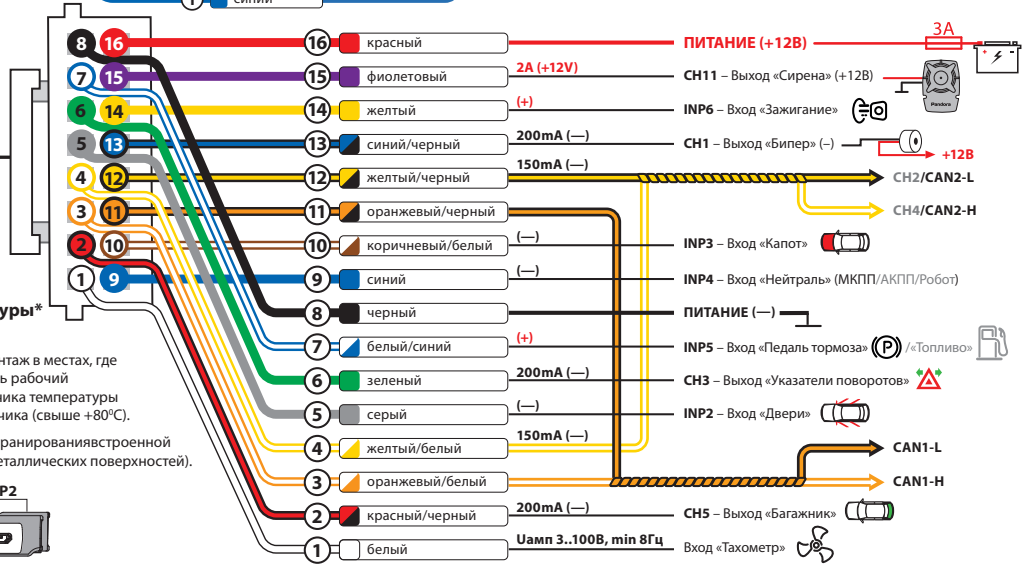 1 синий
3А
8 16 16 красный ПИТАНИЕ (+12В)
7 15 15 фиолетовый 2А (+12V) CH11 – Выход «Сирена» (+12В)
Pandora
6 14 14 желтый (+) INP6 – Вход «Зажигание»
5 13 13 синий/черный 200mA (—) CH1 – Выход «Бипер» (–)
+12В
4 12 12 желтый/черный 150mA (—) CH2/CAN2-L
3 11 11 оранжевый/черный CH4/CAN2-H
2 10 10 коричневый/белый (—) INP3 – Вход «Капот»
1 9 9 синий (—) INP4 – Вход «Нейтраль» (МКПП/АКПП/Робот)
8 черный ПИТАНИЕ (—)
7 белый/синий (+) INP5 – Вход «Педаль тормоза» (P) /«Топливо»
6 зеленый 200mA (—) CH3 – Выход «Указатели поворотов»
5 серый (—) INP2 – Вход «Двери»
4 желтый/белый 150mA (—) CAN1-L
3 оранжевый/белый CAN1-H
2 красный/черный 200mA (—) CH5 – Выход «Багажник»
1 белый Uамп 3..100В, min 8Гц Вход «Тахометр»
уры*
нтаж в местах, где
ь рабочий
чика температуры
чика (свыше +80⁰С).
ранированиявстроенной
еталлических поверхностей).
P2